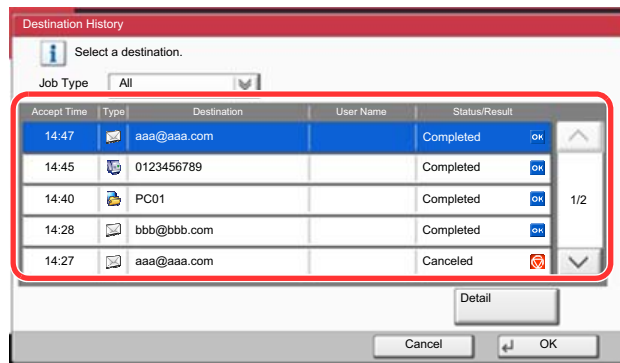 Destination History
Select a destination.
Job Type All
Accept Time Type Destination User Name Status/Result
14:47 aaa@aaa.com Completed OK
14:45 0123456789 Completed OK
14:40 PC01 Completed OK
1/2
14:28 bbb@bbb.com Completed OK
14:27 aaa@aaa.com Canceled
Detail
Cancel OK